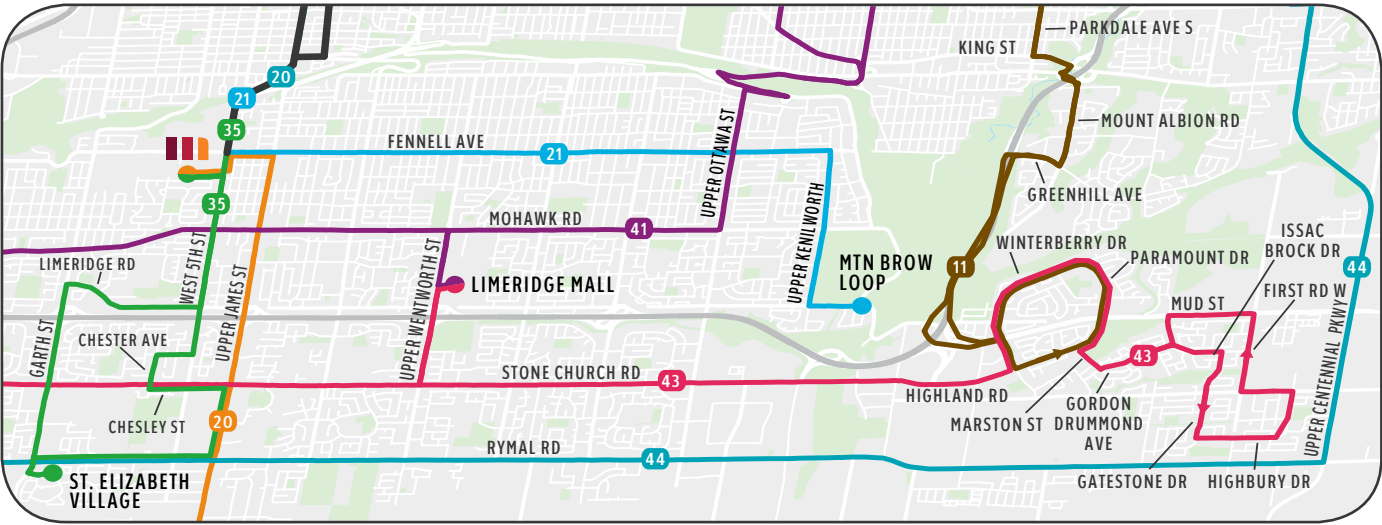 PARKDALE AVE S
KING ST
20
21
35
MOUNT ALBION RD
FENNELL AVE
21
UPPER OTTAWA ST
GREENHILL AVE
35
UPPER KENILWORTH
MOHAWK RD
41
WEST 5TH ST
UPPER JAMES ST
UPPER WENTWORTH ST
LIMERIDGE RD
LIMERIDGE MALL
MTN BROW
LOOP
11
WINTERBERRY DR
PARAMOUNT DR
ISSAC
BROCK DR
44
MUD ST
FIRST RD W
GARTH ST
CHESTER AVE
STONE CHURCH RD
43
43
HIGHLAND RD
MARSTON ST
GORDON
DRUMMOND
AVE
UPPER CENTENNIAL PKWY
CHESLEY ST
20
RYMAL RD
44
ST. ELIZABETH
VILLAGE
GATESTONE DR
HIGHBURY DR